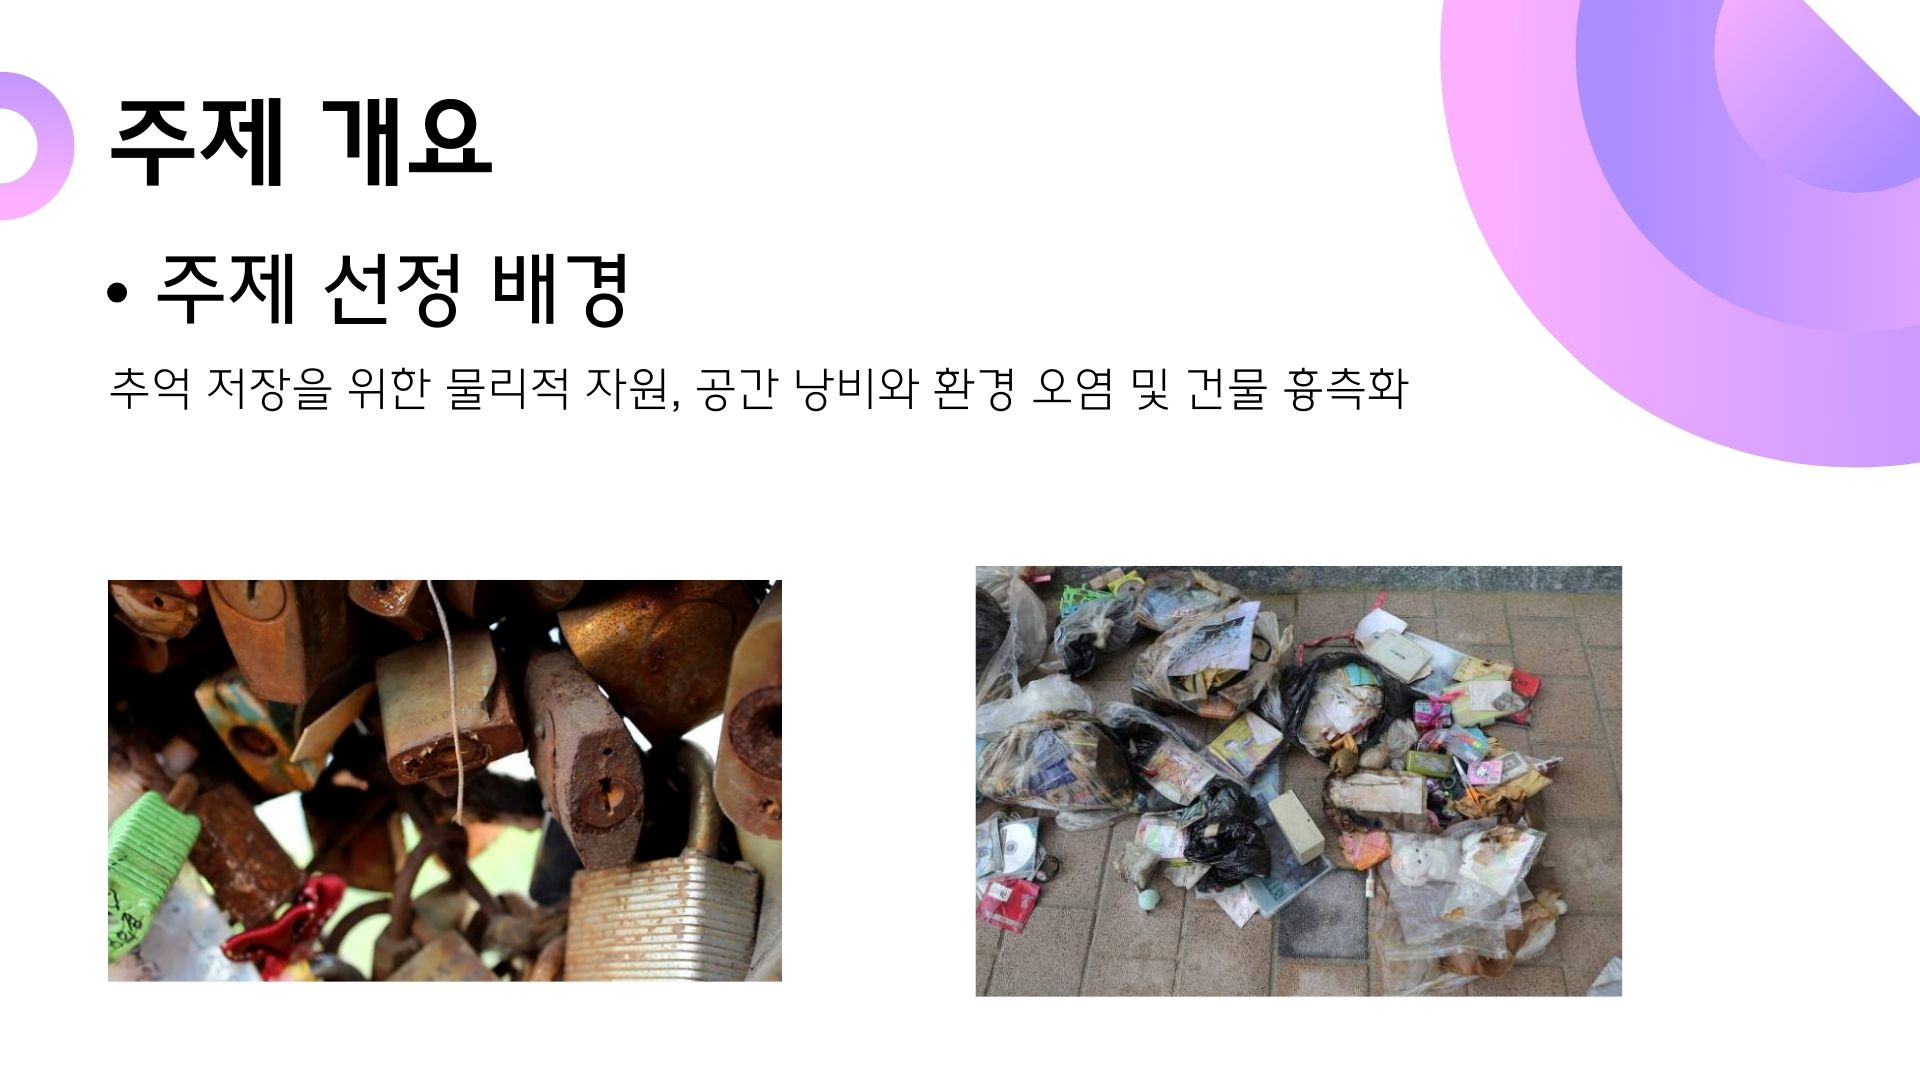 주제 개요
• 주제 선정 배경
추억 저장을 위한 물리적 자원, 공간 낭비와 환경 오염 및 건물 흉측화